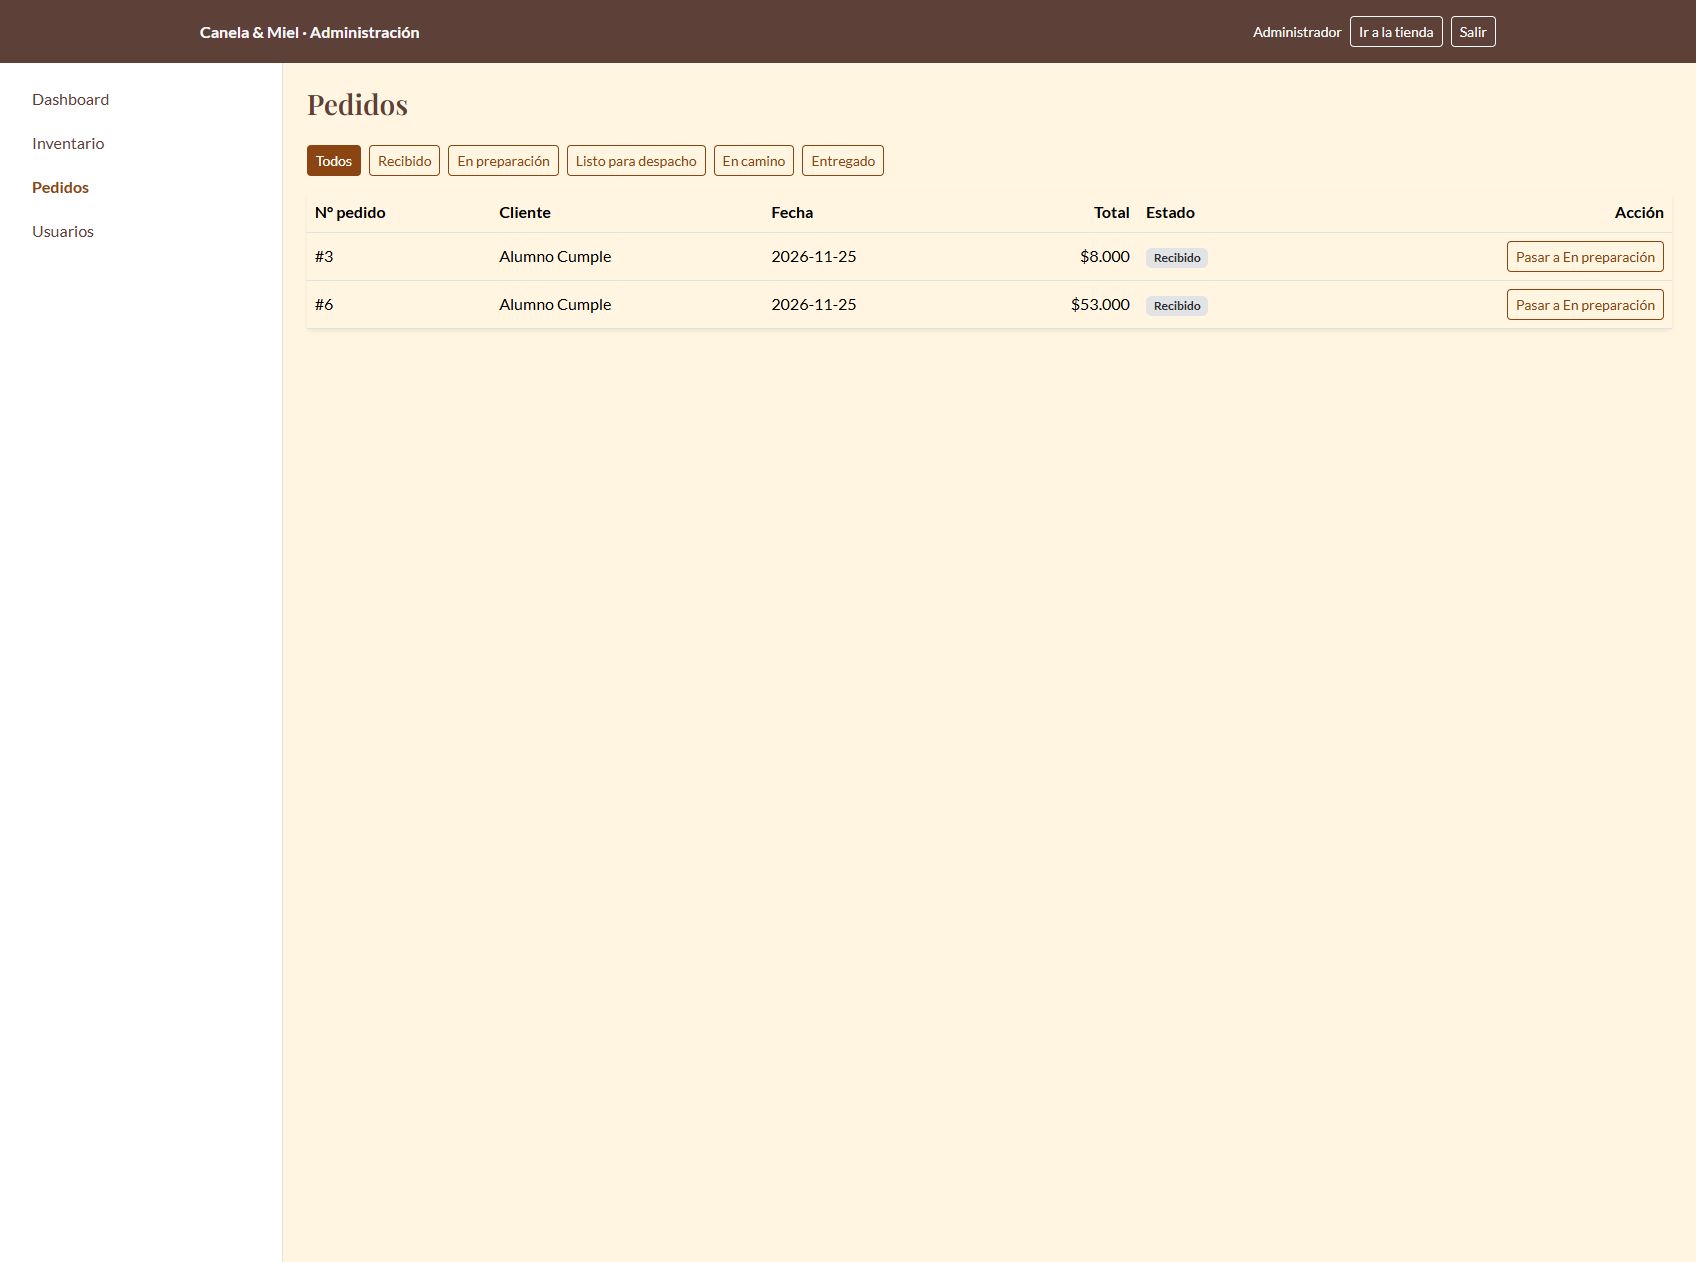 Canela & Miel · Administración
Administrador Ir a la tienda Salir
Dashboard
Inventario
Pedidos
Usuarios
Pedidos
Todos Recibido En preparación Listo para despacho En camino Entregado
N° pedido Cliente Fecha Total Estado Acción
#3 Alumno Cumple 2026-11-25 $8.000 Recibido Pasar a En preparación
#6 Alumno Cumple 2026-11-25 $53.000 Recibido Pasar a En preparación